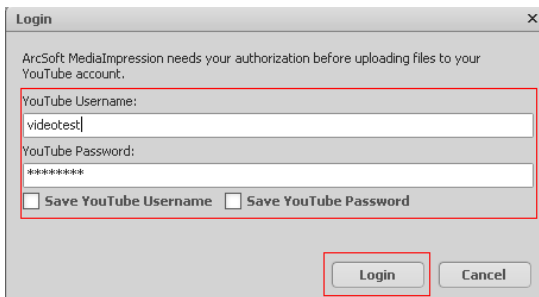 Login
ArcSoft MediaImpression needs your authorization before uploading files to your
YouTube account.
YouTube Username:
videotest
YouTube Password:
********
Save YouTube Username Save YouTube Password
Login Cancel